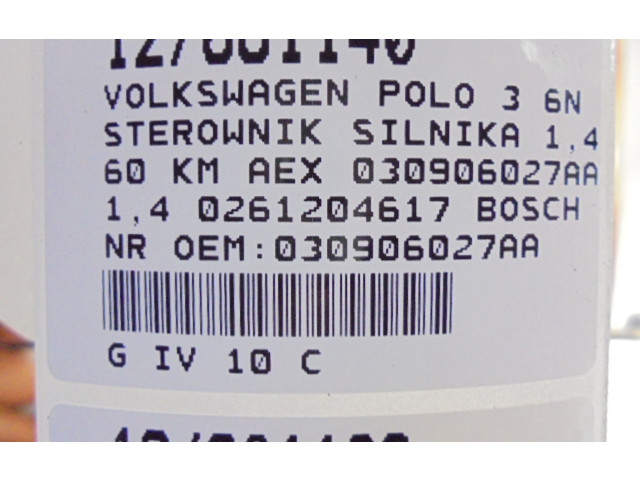 VOLKSWAGEN POLO 3 6N
STEROWNIK SILNIKA 1,4
60 KM AEX 030906027AA
1,4 0261204617 BOSCH
NR OEM:030906027AA
G IV 10 C